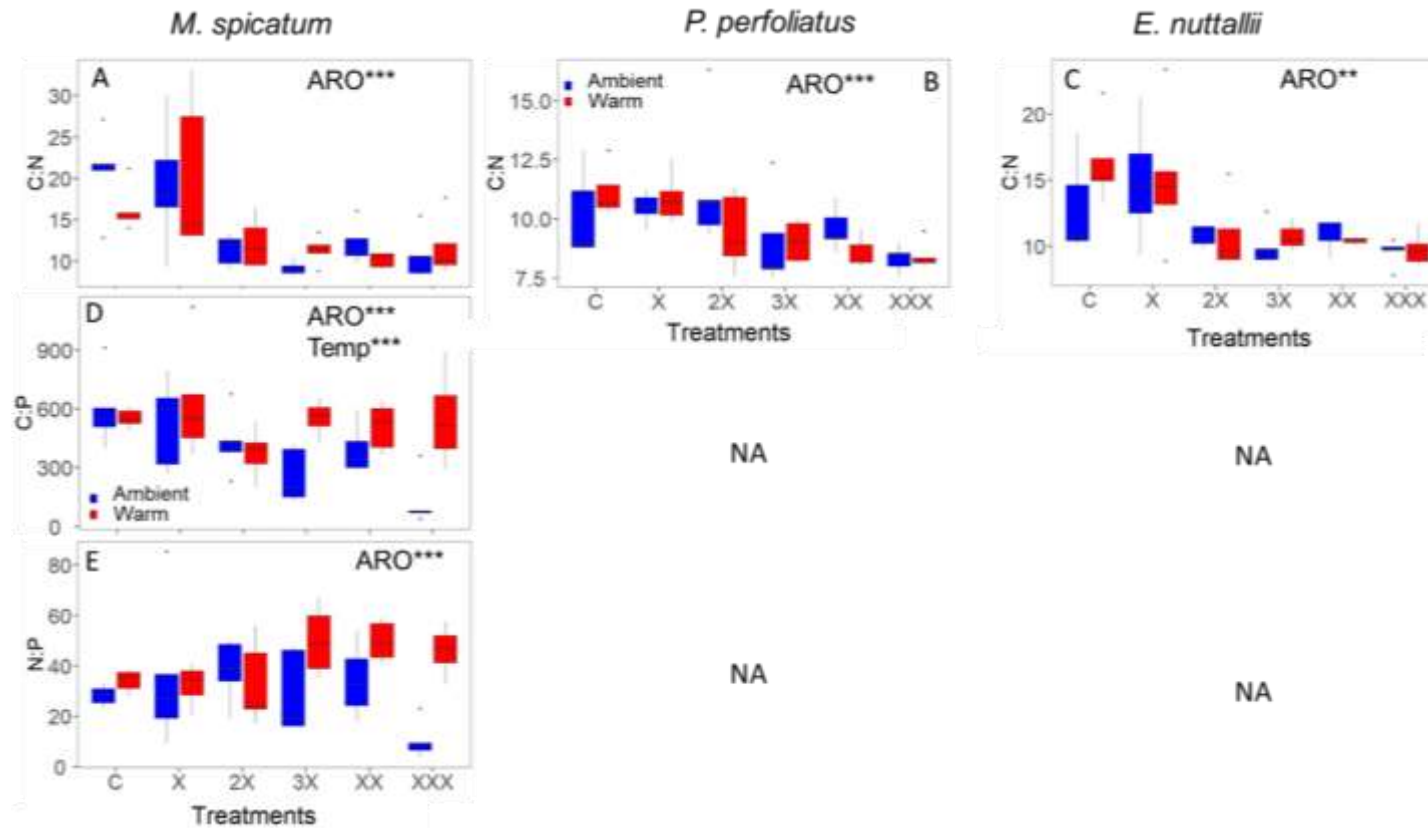 M. spicatum
P. perfoliatus
E. nuttallii
A
ARO***
C:N
30
25
20
15
10
Ambient
Warm
ARO***
B
C:N
15.0
12.5
10.0
7.5
C X 2X 3X XX XXX
Treatments
C
ARO**
C:N
20
15
10
C X 2X 3X XX XXX
Treatments
D
ARO***
Temp***
C:P
900
600
300
0
Ambient
Warm
NA
NA
E
ARO***
N:P
80
60
40
20
0
C X 2X 3X XX XXX
Treatments
NA
NA